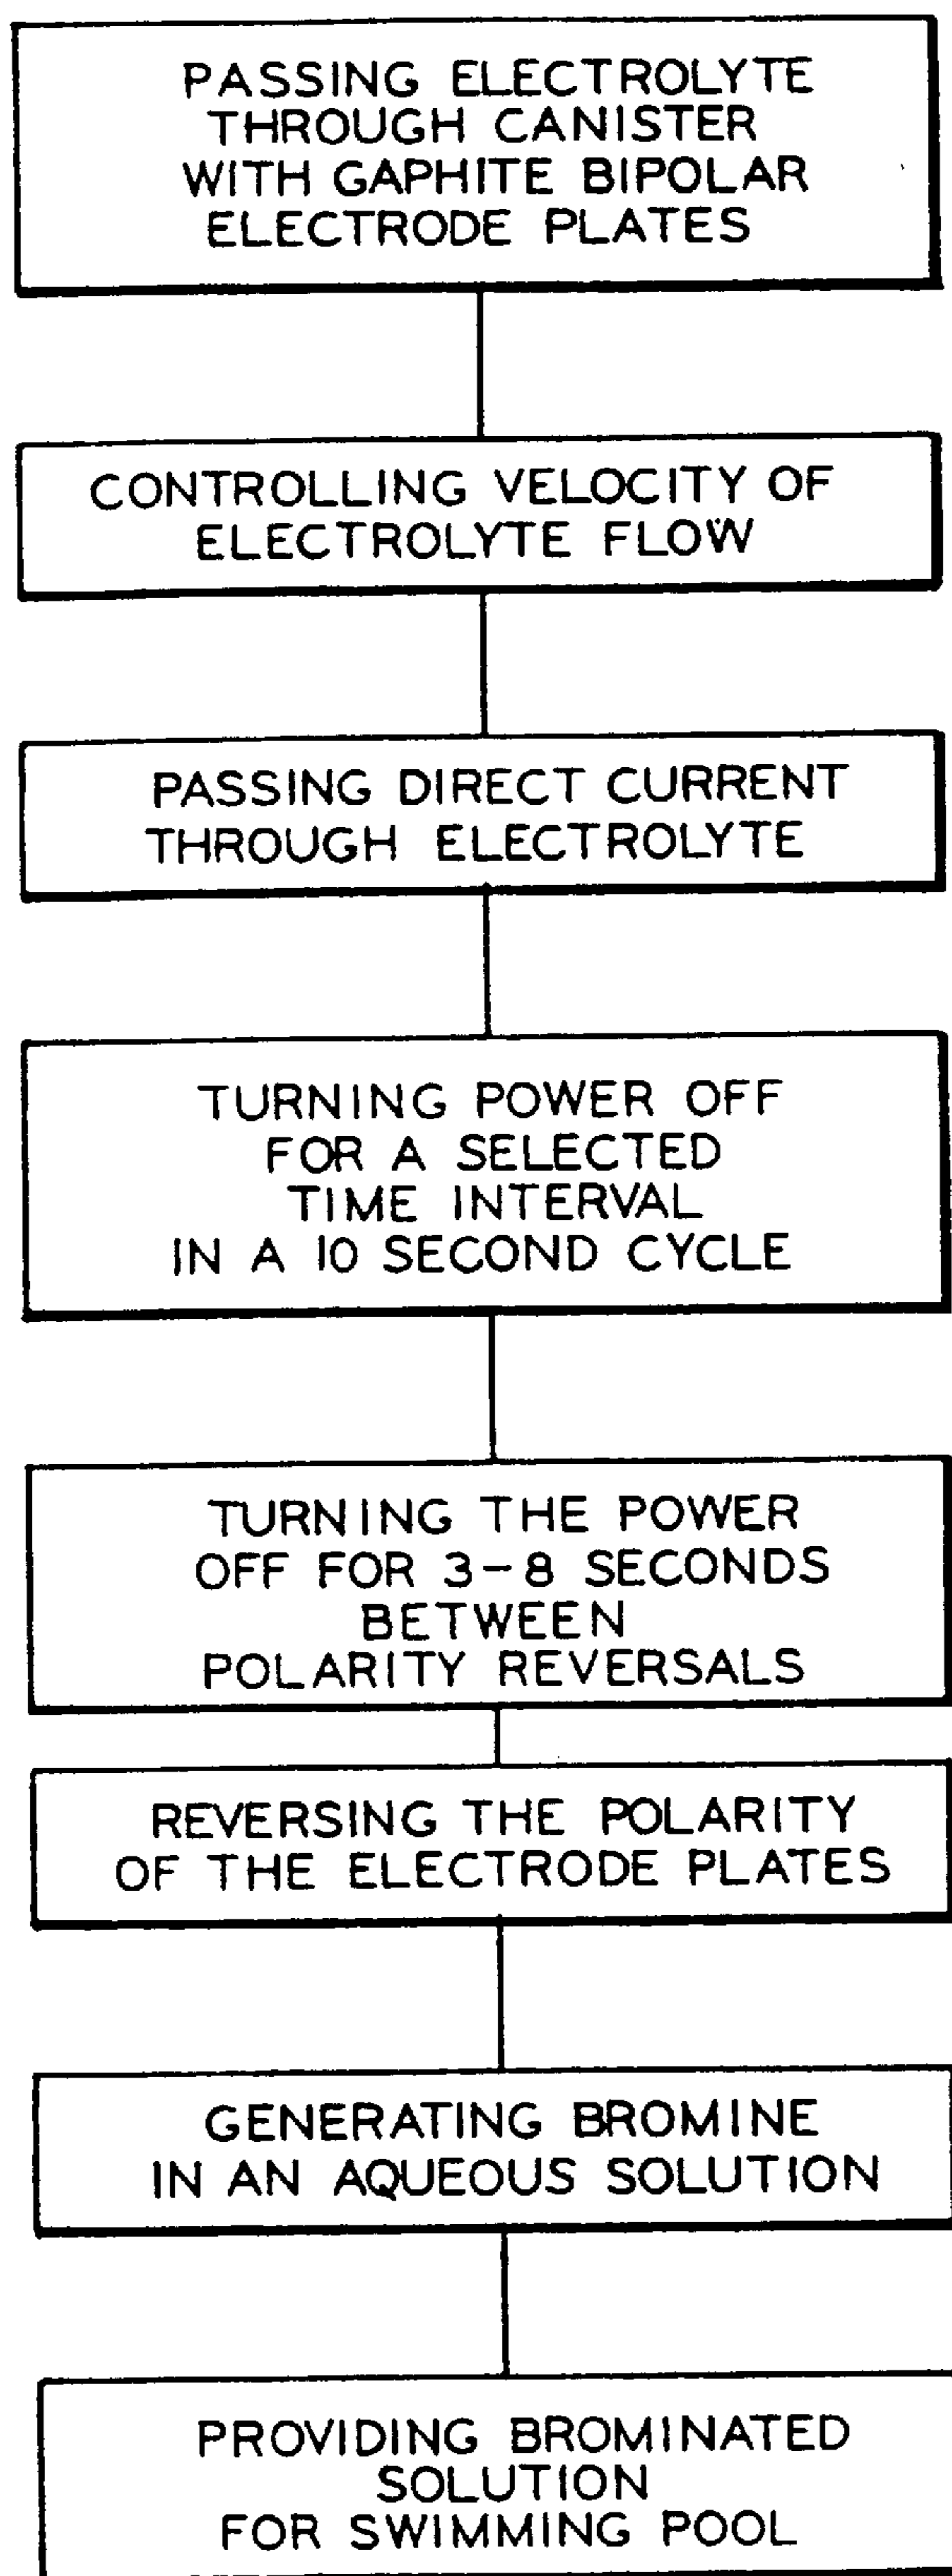 PASSING ELECTROLYTE
THROUGH CANISTER
WITH GAPHITE BIPOLAR
ELECTRODE PLATES
CONTROLLING VELOCITY OF
ELECTROLYTE FLOW
PASSING DIRECT CURRENT
THROUGH ELECTROLYTE
TURNING POWER OFF
FOR A SELECTED
TIME INTERVAL
IN A 10 SECOND CYCLE
TURNING THE POWER
OFF FOR 3-8 SECONDS
BETWEEN
POLARITY REVERSALS
REVERSING THE POLARITY
OF THE ELECTRODE PLATES
GENERATING BROMINE
IN AN AQUEOUS SOLUTION
PROVIDING BROMINATED
SOLUTION
FOR SWIMMING POOL